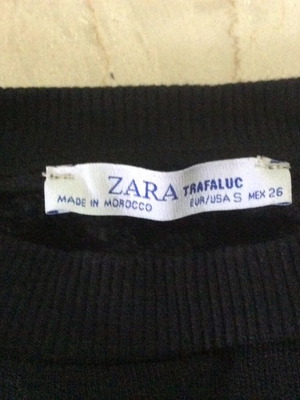 ZARA TRAFALUC
MADE IN MOROCCO EUR/USA S MEX 26